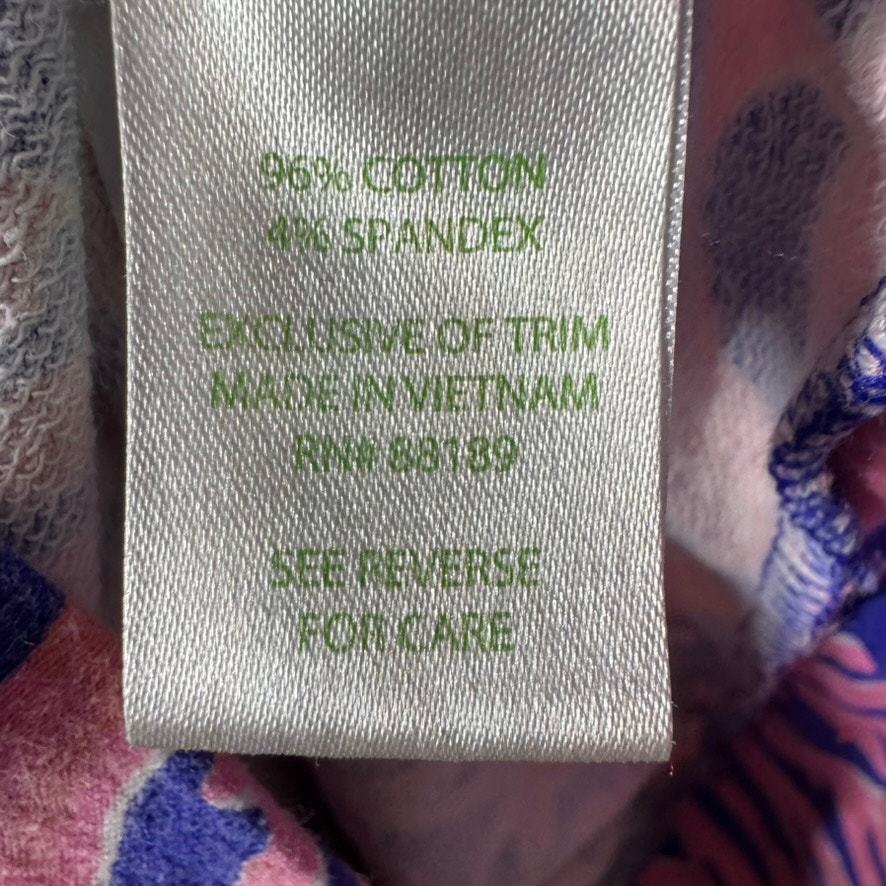 96% COTTON
4% SPANDEX
EXCLUSIVE OF TRIM
MADE IN VIETNAM
RN# 88189
SEE REVERSE
FOR CARE